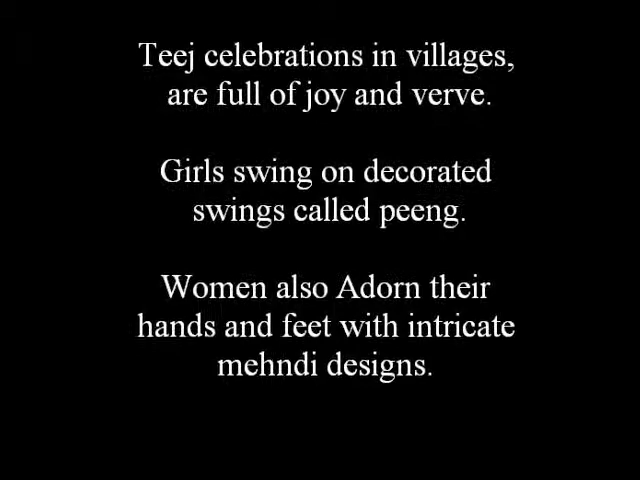 Teej celebrations in villages,
are full of joy and verve.
Girls swing on decorated
swings called peeng.
Women also Adorn their
hands and feet with intricate
mehndi designs.